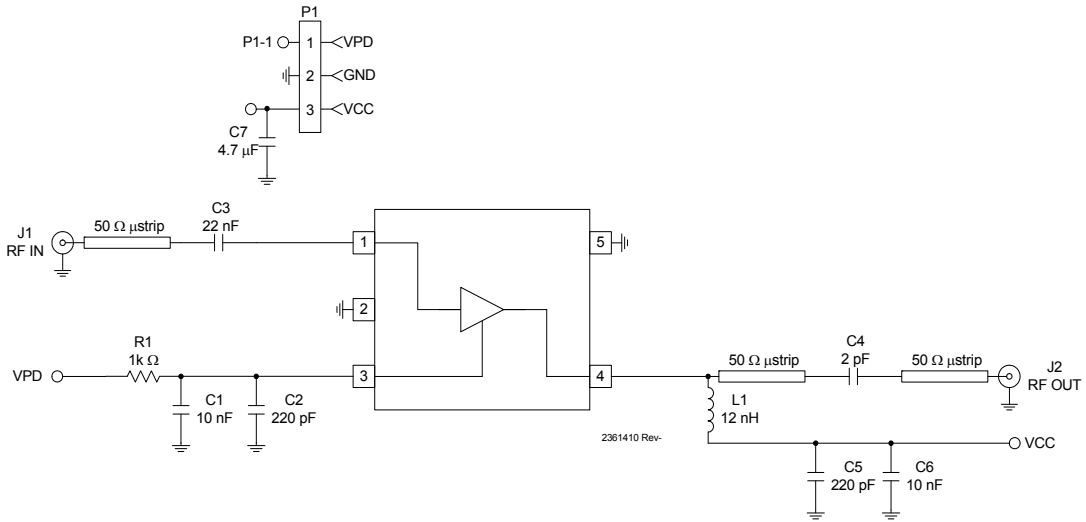 P1
P1-1
1
VPD
2
GND
3
VCC
C7
4.7 μF
J1
RF IN
50 Ω μstrip
C3
22 nF
1
5
2
R1
1k Ω
VPD
3
4
C1
10 nF
C2
220 pF
50 Ω μstrip
C4
2 pF
50 Ω μstrip
J2
RF OUT
L1
12 nH
2361410 Rev-
VCC
C5
220 pF
C6
10 nF